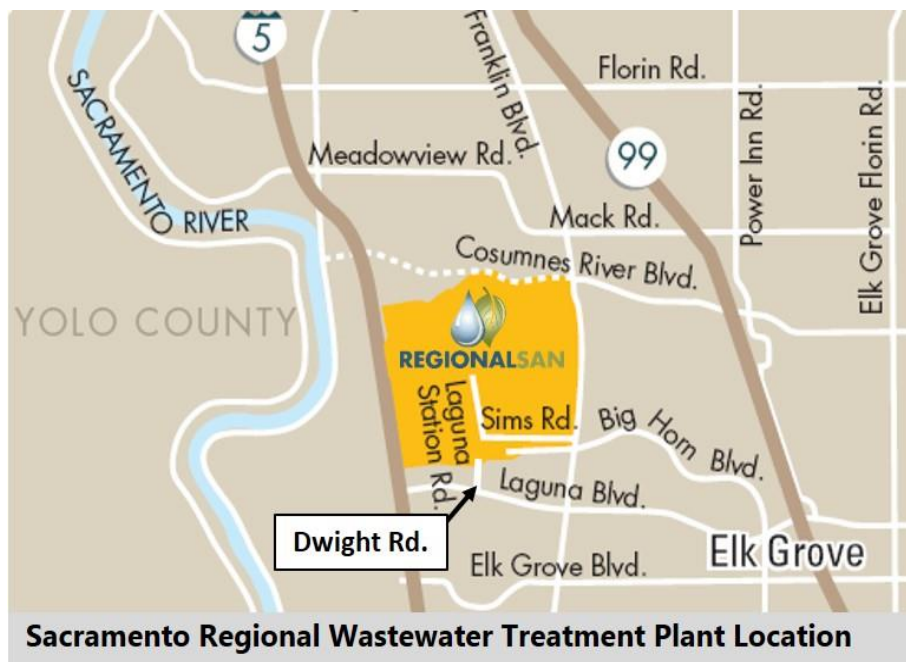 5
Franklin Blvd.
Florin Rd.
Power Inn Rd.
Elk Grove Florin Rd.
SACRAMENTO RIVER
Meadowview Rd.
99
Mack Rd.
Cosumnes River Blvd.
YOLO COUNTY
REGIONALSAN
Laguna
Station Rd.
Sims Rd.
Big Horn Blvd.
Laguna Blvd.
Dwight Rd.
Elk Grove
Elk Grove Blvd.
Sacramento Regional Wastewater Treatment Plant Location